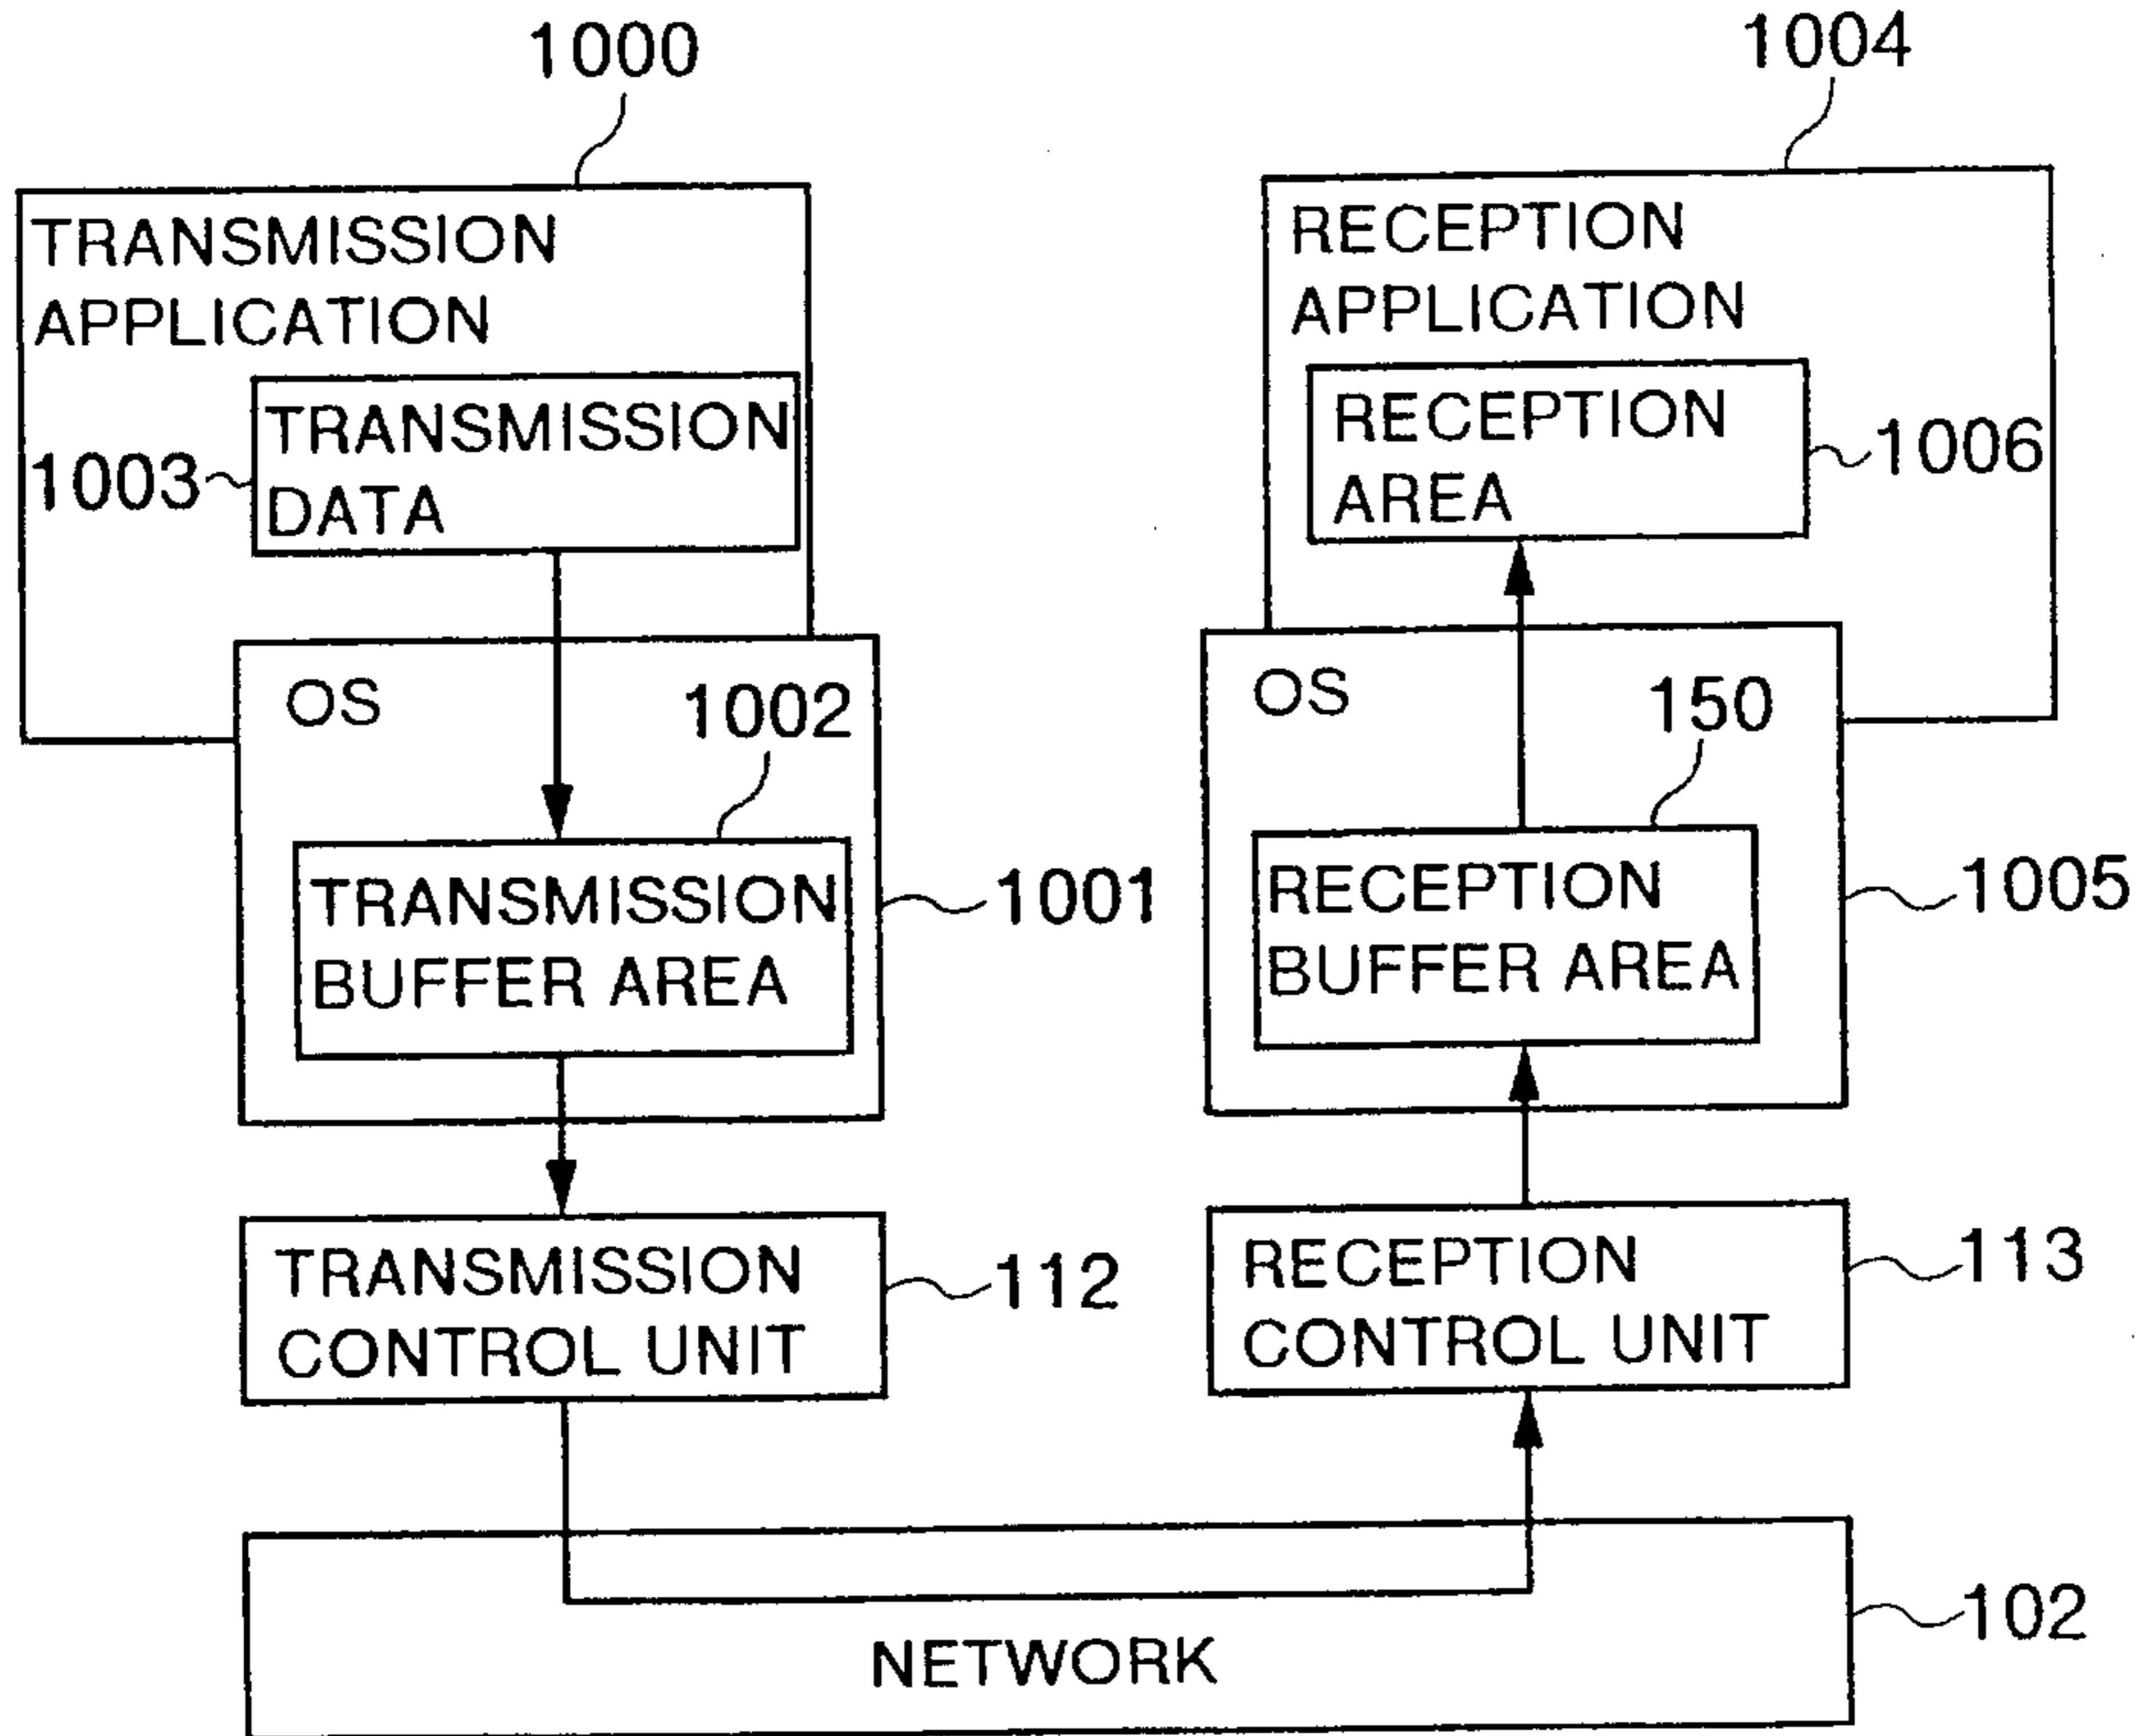 1000
TRANSMISSION
APPLICATION
TRANSMISSION
DATA
1003
OS
1002
TRANSMISSION
BUFFER AREA
1001
TRANSMISSION
CONTROL UNIT
112
1004
RECEPTION
APPLICATION
RECEPTION
AREA
1006
OS
150
RECEPTION
BUFFER AREA
1005
RECEPTION
CONTROL UNIT
113
NETWORK
102